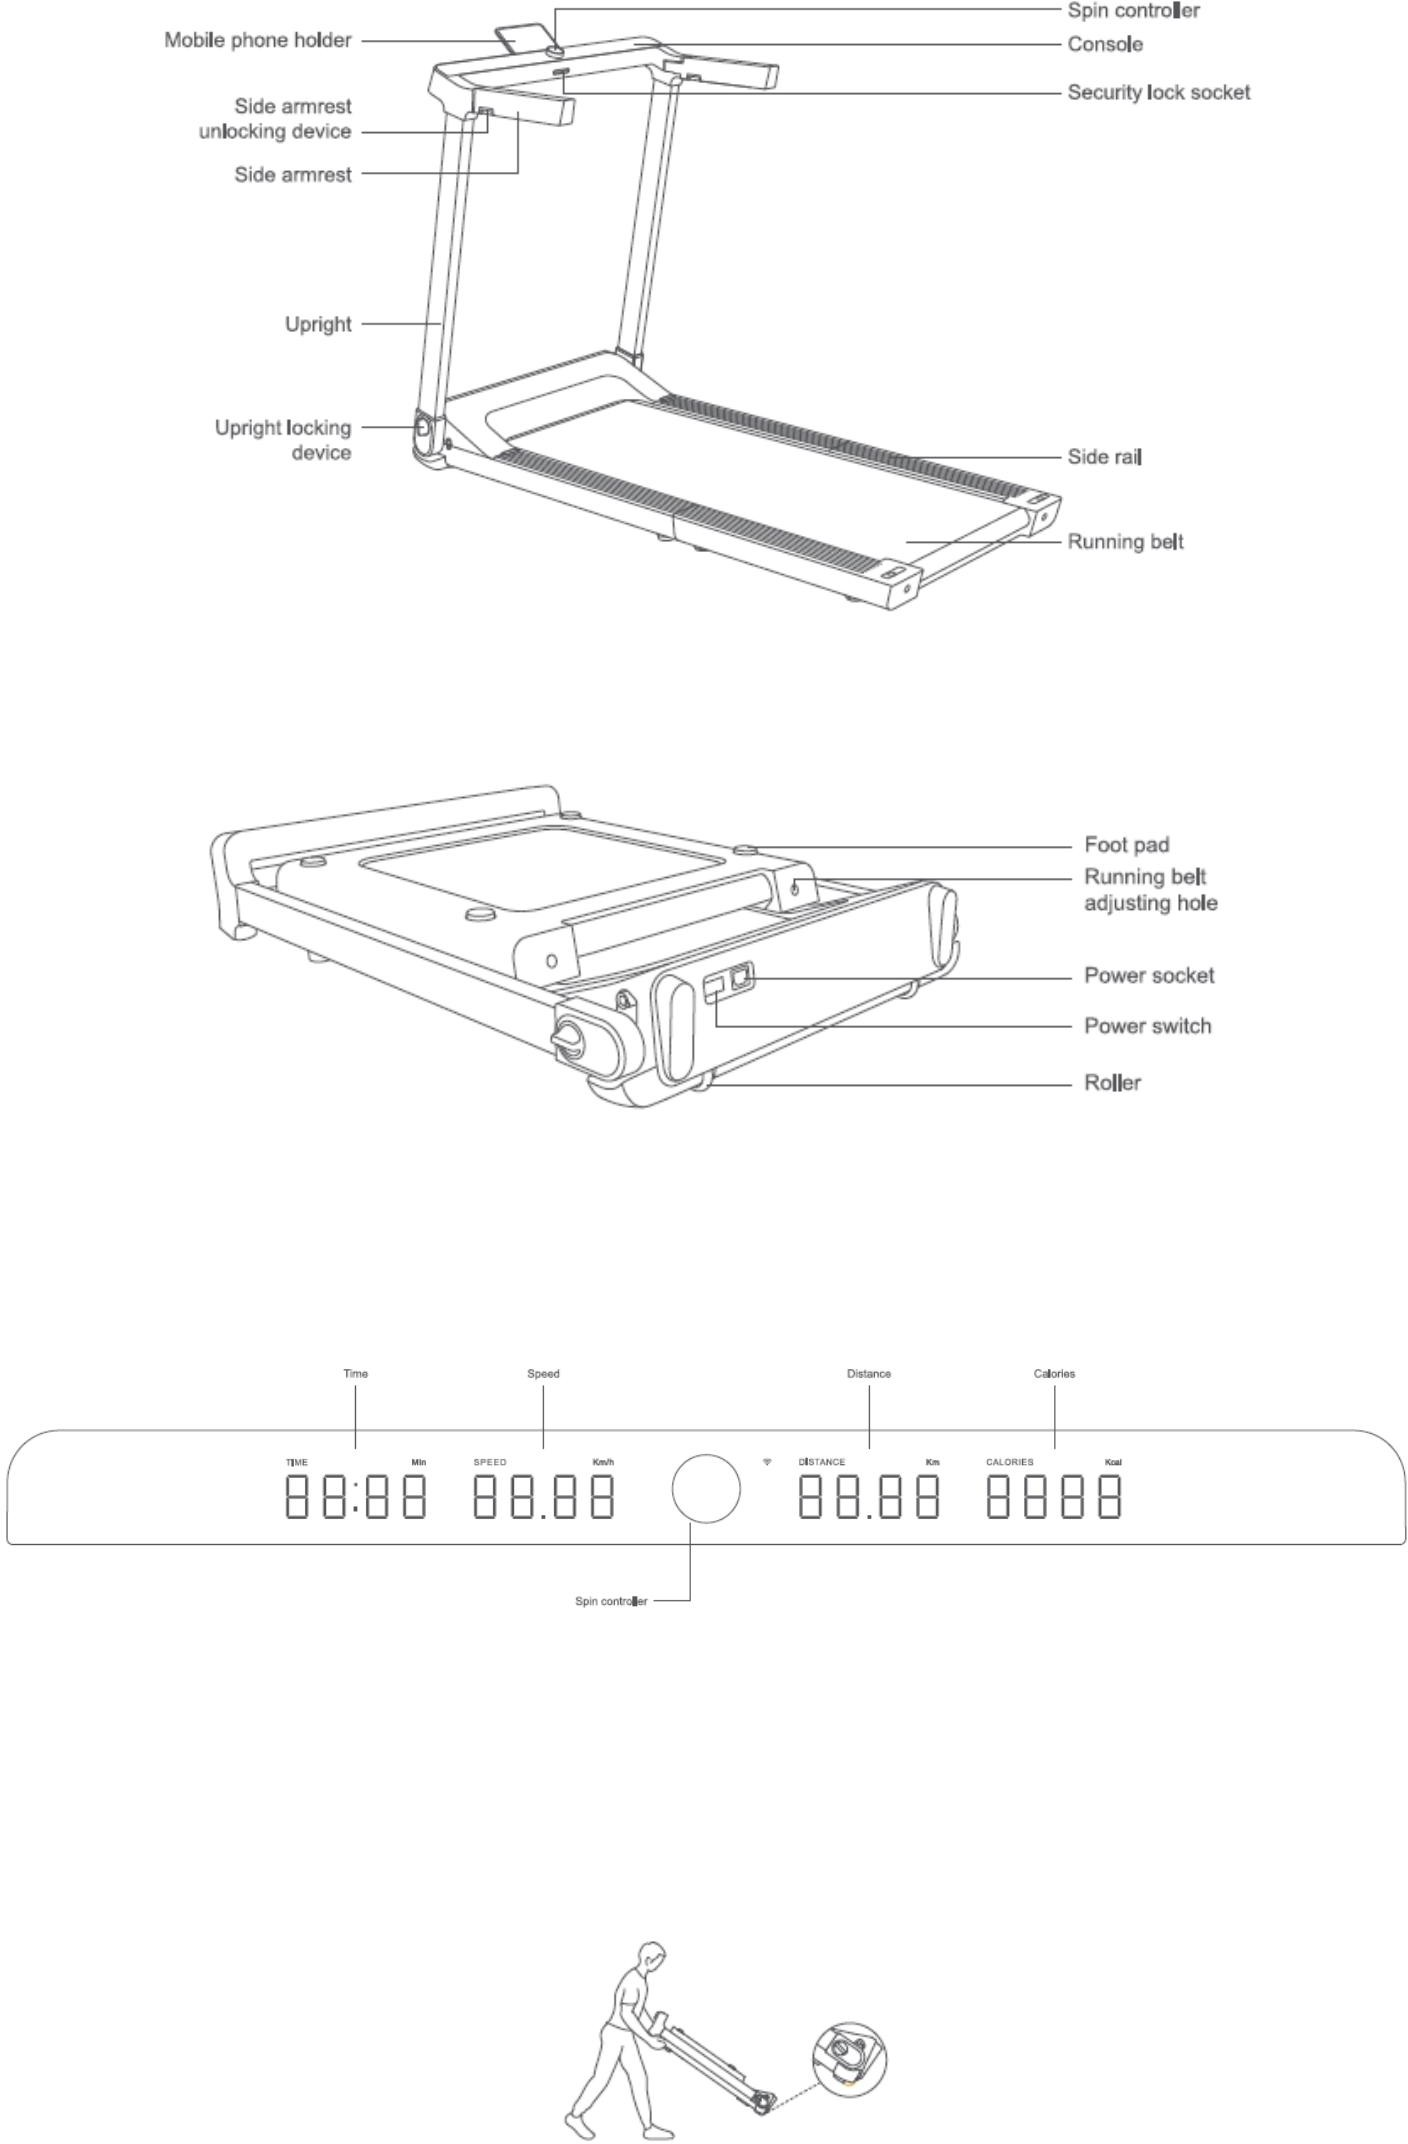 Spin controller
Mobile phone holder
Console
Security lock socket
Side armrest
unlocking device
Side armrest
Upright
Upright locking
device
Side rail
Running belt
Foot pad
Running belt
adjusting hole
Power socket
Power switch
Roller
Time
Speed
Distance
Calories
TIME
Min
SPEED
Km/h
DISTANCE
Km
CALORIES
Kcal
88:88
88.88
88.88
8888
Spin controller